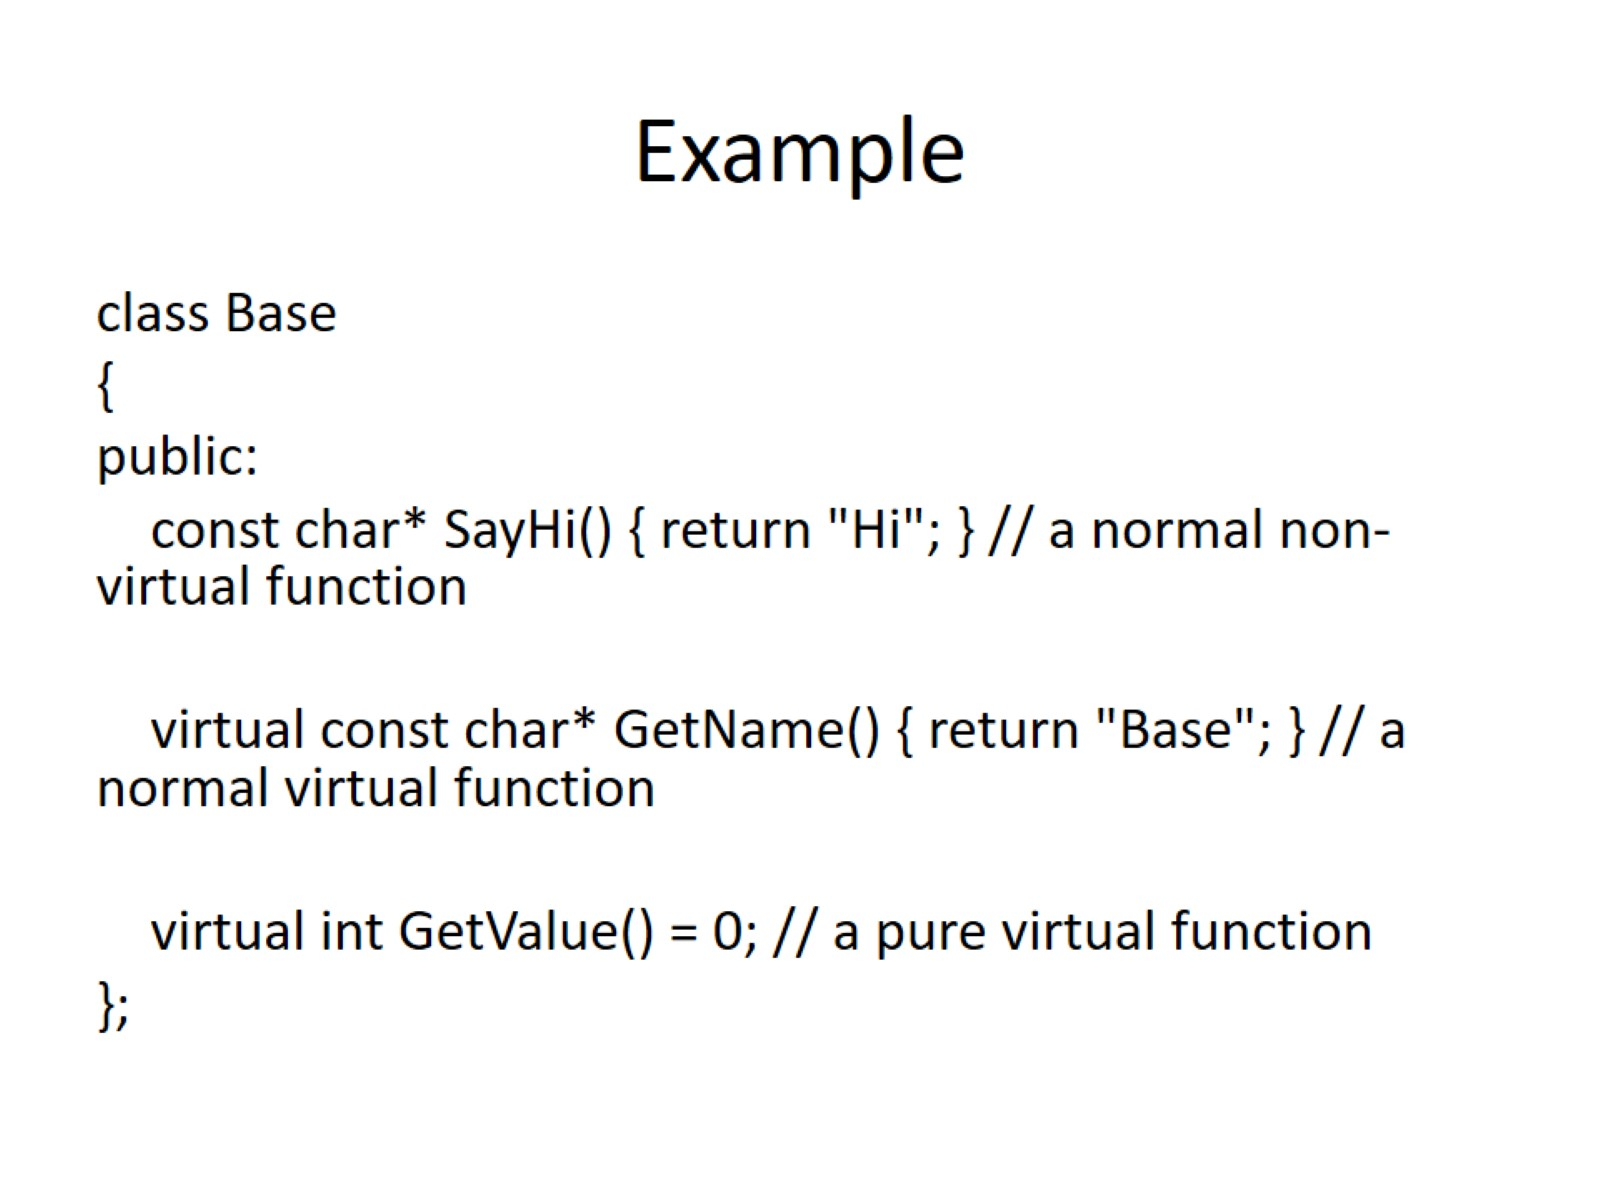 Example
class Base
{
public:
const char* SayHi() { return "Hi"; } // a normal non-
virtual function
virtual const char* GetName() { return "Base"; } // a
normal virtual function
virtual int GetValue() = 0; // a pure virtual function
};